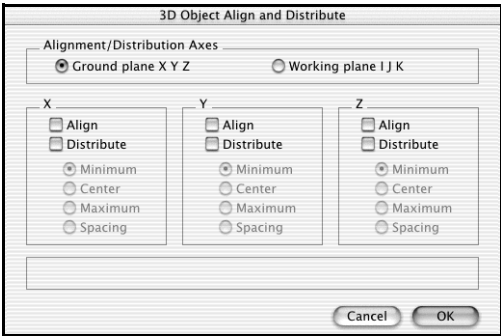 3D Object Align and Distribute
Alignment/Distribution Axes
Ground plane X Y Z
Working plane I J K
X
Align
Distribute
Minimum
Center
Maximum
Spacing
Y
Align
Distribute
Minimum
Center
Maximum
Spacing
Z
Align
Distribute
Minimum
Center
Maximum
Spacing
Cancel
OK